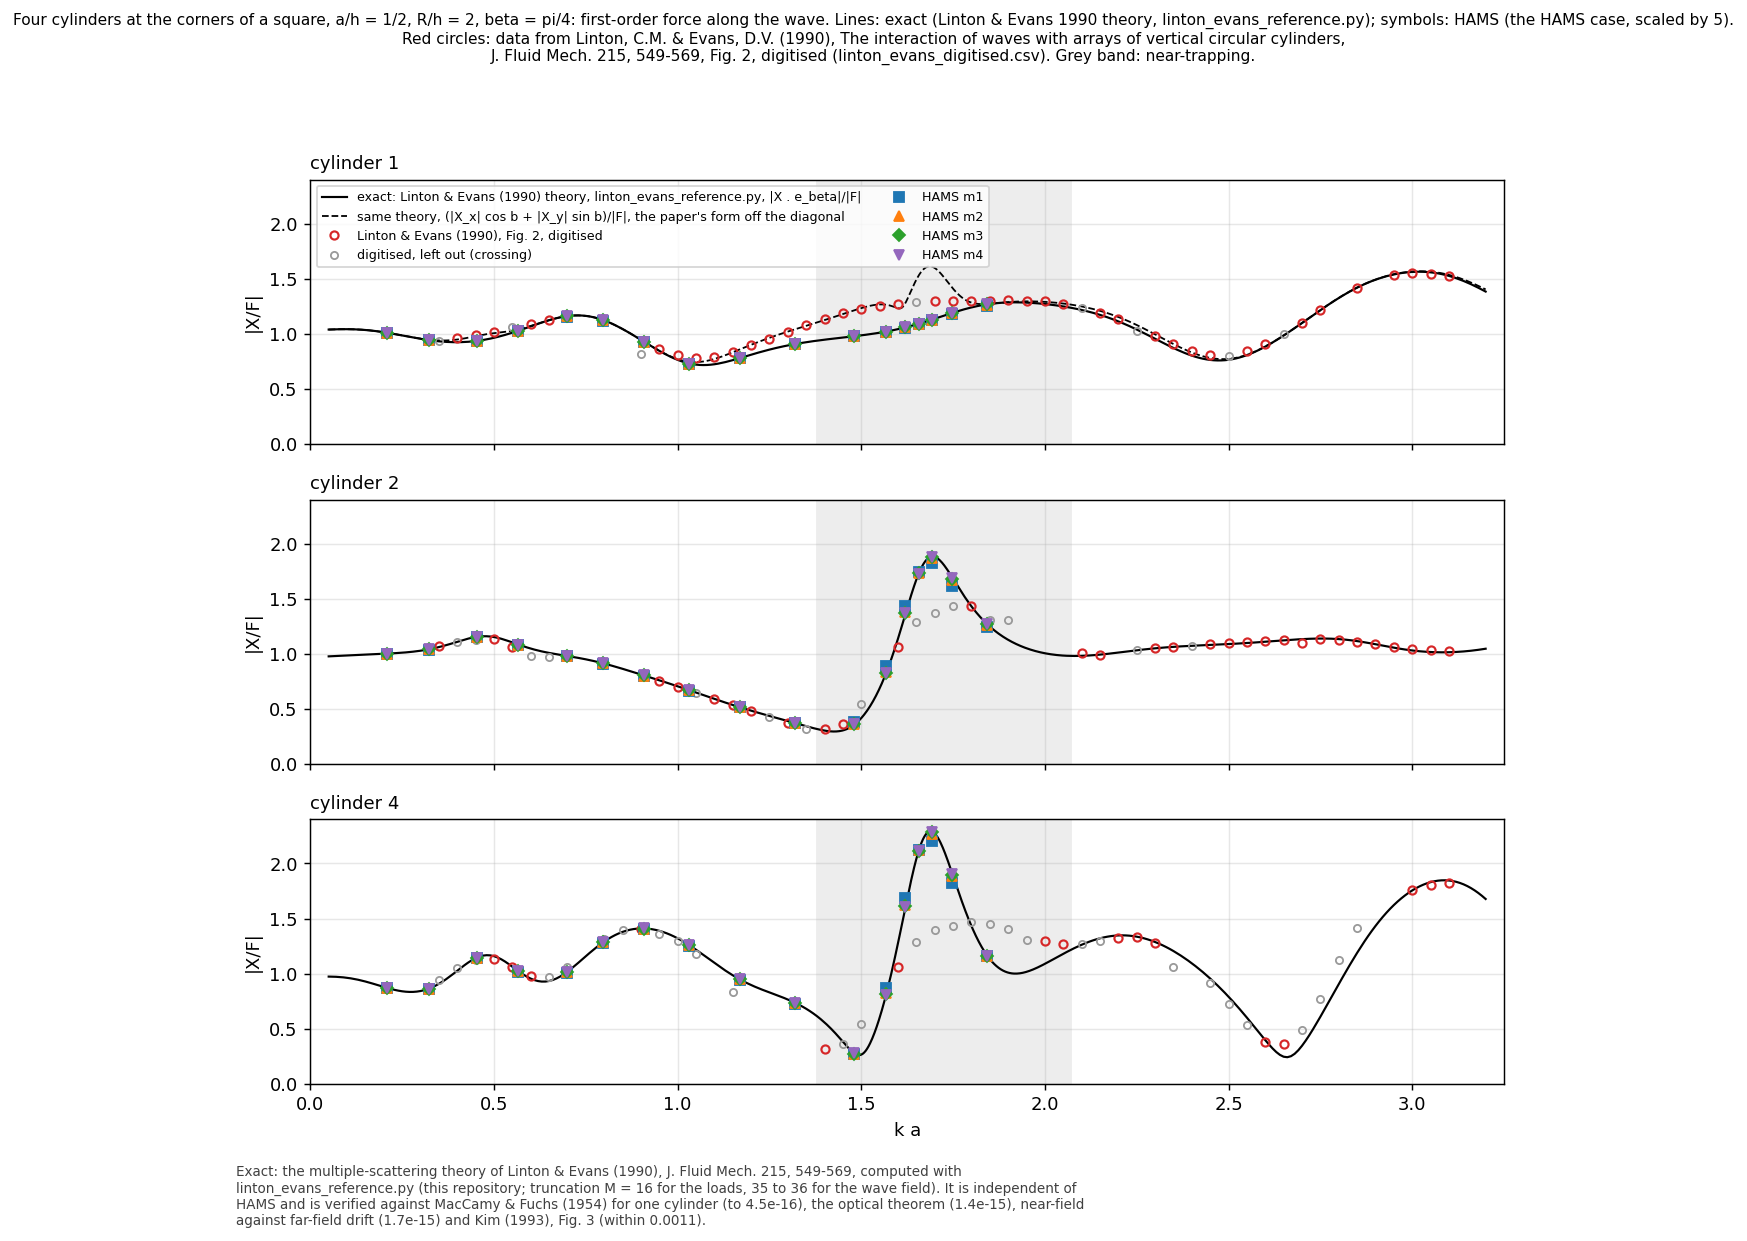 Four cylinders at the corners of a square, a/h = 1/2, R/h = 2, beta = pi/4: first-order force along the wave. Lines: exact (Linton & Evans 1990 theory, linton_evans_reference.py); symbols: HAMS (the HAMS case, scaled by 5).
Red circles: data from Linton, C.M. & Evans, D.V. (1990), The interaction of waves with arrays of vertical circular cylinders,
J. Fluid Mech. 215, 549-569, Fig. 2, digitised (linton_evans_digitised.csv). Grey band: near-trapping.
cylinder 1
exact: Linton & Evans (1990) theory, linton_evans_reference.py, |X . e_beta|/|F|
same theory, (|X_x| cos b + |X_y| sin b)/|F|, the paper's form off the diagonal
Linton & Evans (1990), Fig. 2, digitised
digitised, left out (crossing)
HAMS m1
HAMS m2
HAMS m3
HAMS m4
|X/F|
2.0
1.5
1.0
0.5
0.0
cylinder 2
|X/F|
2.0
1.5
1.0
0.5
0.0
cylinder 4
|X/F|
2.0
1.5
1.0
0.5
0.0
0.0 0.5 1.0 1.5 2.0 2.5 3.0
k a
Exact: the multiple-scattering theory of Linton & Evans (1990), J. Fluid Mech. 215, 549-569, computed with
linton_evans_reference.py (this repository; truncation M = 16 for the loads, 35 to 36 for the wave field). It is independent of
HAMS and is verified against MacCamy & Fuchs (1954) for one cylinder (to 4.5e-16), the optical theorem (1.4e-15), near-field
against far-field drift (1.7e-15) and Kim (1993), Fig. 3 (within 0.0011).